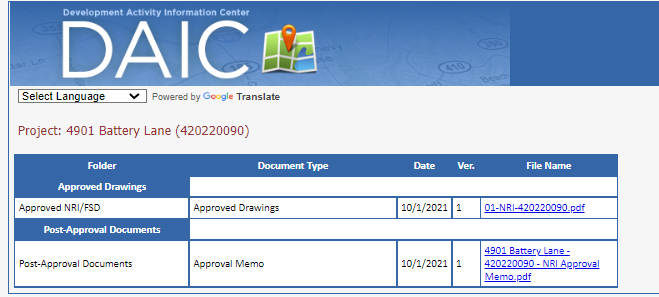 Development Activity Information Center
DAIC
410
Select Language
Powered by Google Translate
Project: 4901 Battery Lane (420220090)
Folder Document Type Date Ver. File Name
Approved Drawings
Approved NRI/FSD Approved Drawings 10/1/2021 1 01-NRI-420220090.pdf
Post-Approval Documents
4901 Battery Lane -
Post-Approval Documents Approval Memo 10/1/2021 1 420220090 - NRI Approval
Memo.pdf